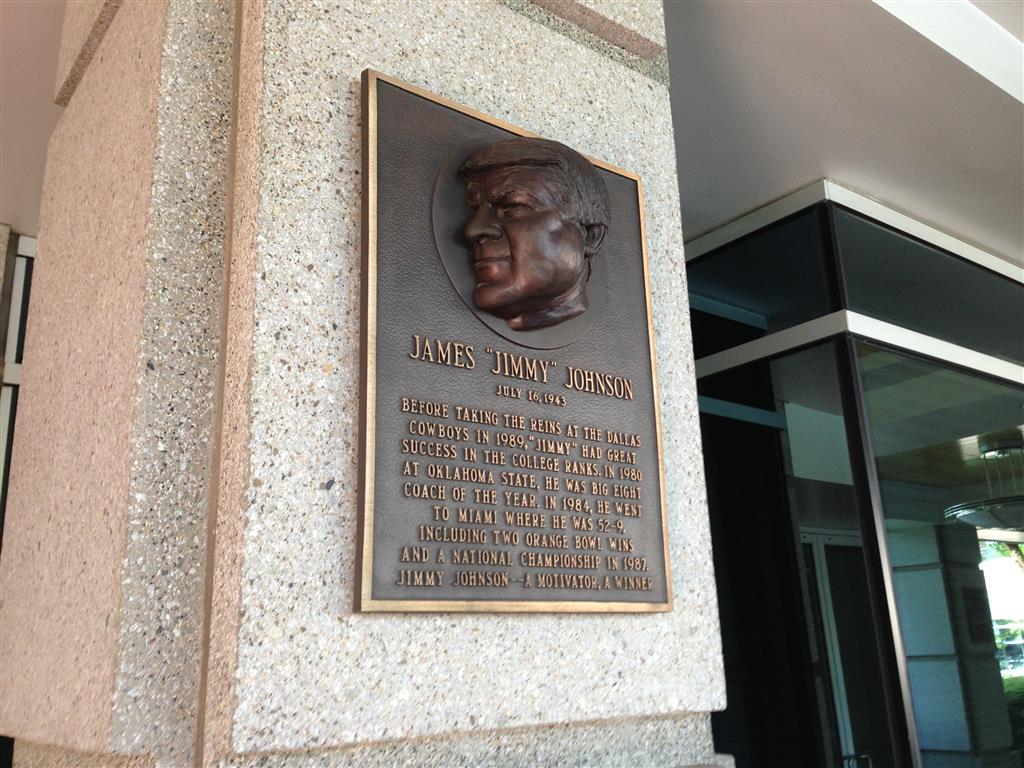 JAMES "JIMMY" JOHNSON
JULY 16, 1943
BEFORE TAKING THE REINS AT THE DALLAS
COWBOYS IN 1989, "JIMMY" HAD GREAT
SUCCESS IN THE COLLEGE RANKS. IN 1980
AT OKLAHOMA STATE, HE WAS BIG EIGHT
COACH OF THE YEAR. IN 1984, HE WENT
TO MIAMI WHERE HE WAS 52-9,
INCLUDING TWO ORANGE BOWL WINS
AND A NATIONAL CHAMPIONSHIP IN 1987.
JIMMY JOHNSON--A MOTIVATOR, A WINNER